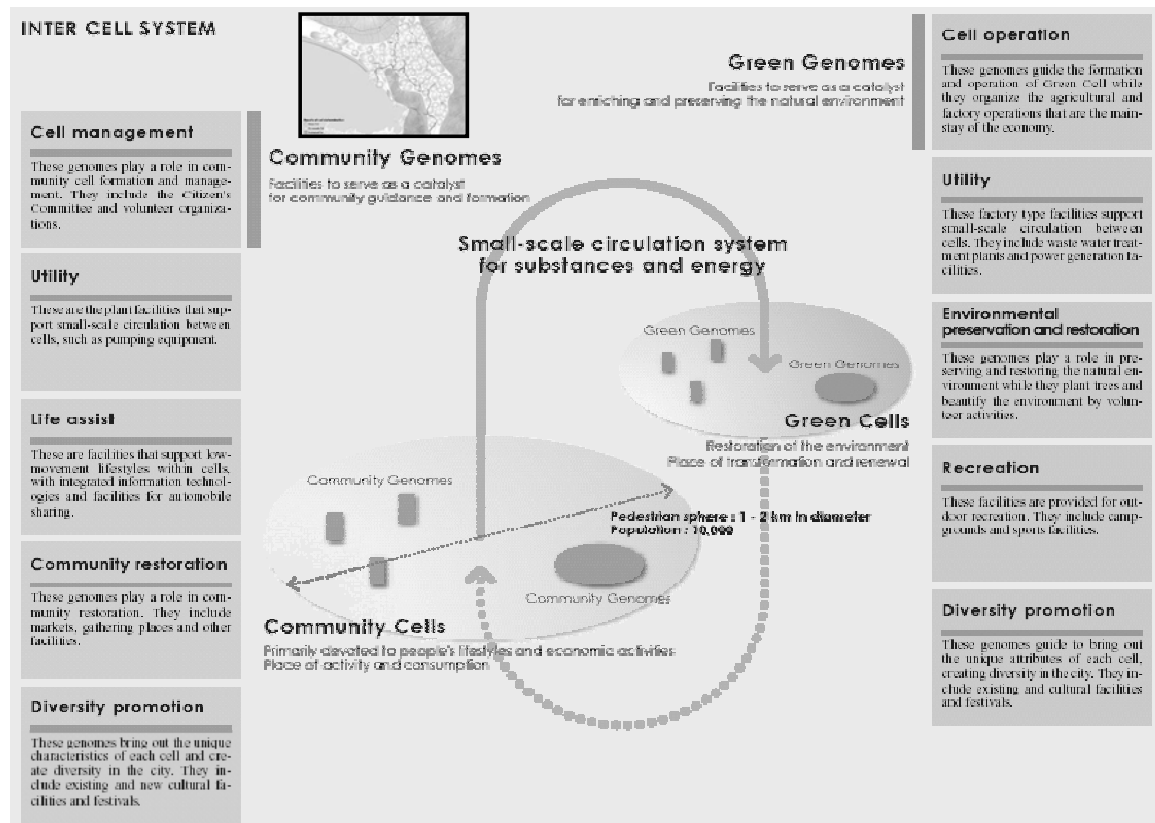 INTER CELL SYSTEM
Cell management
These genomes play a role in com-
munity cell formation and manage-
ment. They include the Citizen's
Committee and volunteer organiza-
tions.
Utility
These are the plant facilities that sup-
port small-scale circulation between
cells, such as pumping equipment.
Life assist
These are facilities that support low-
movement lifestyles within cells,
with integrated information technol-
ogies and facilities for automobile
sharing.
Community restoration
These genomes play a role in com-
munity restoration. They include
markets, gathering places and other
facilities.
Diversity promotion
These genomes bring out the unique
characteristics of each cell and cre-
ate diversity in the city. They in-
clude existing and new cultural fa-
cilities and festivals.
Community Genomes
Facilities to serve as a catalyst
for community guidance and formation
Green Genomes
Facilities to serve as a catalyst
for enriching and preserving the natural environment
Small-scale circulation system
for substances and energy
Green Genomes
Green Genomes
Green Cells
Restoration of the environment
Place of transformation and renewal
Community Genomes
Pedestrian sphere : 1 - 2 km in diameter
Population : 10,000
Community Genomes
Community Cells
Primarily devoted to people's lifestyles and economic activities
Place of activity and consumption
Cell operation
These genomes guide the formation
and operation of Green Cell while
they organize the agricultural and
factory operations that are the main-
stay of the economy.
Utility
These factory type facilities support
small-scale circulation between
cells. They include waste water treat-
ment plants and power generation fa-
cilities.
Environmental
preservation and restoration
These genomes play a role in pre-
serving and restoring the natural en-
vironment while they plant trees and
beautify the environment by volun-
teer activities.
Recreation
These facilities are provided for out-
door recreation. They include camp-
grounds and sports facilities.
Diversity promotion
These genomes guide to bring out
the unique attributes of each cell,
creating diversity in the city. They in-
clude existing and cultural facilities
and festivals.